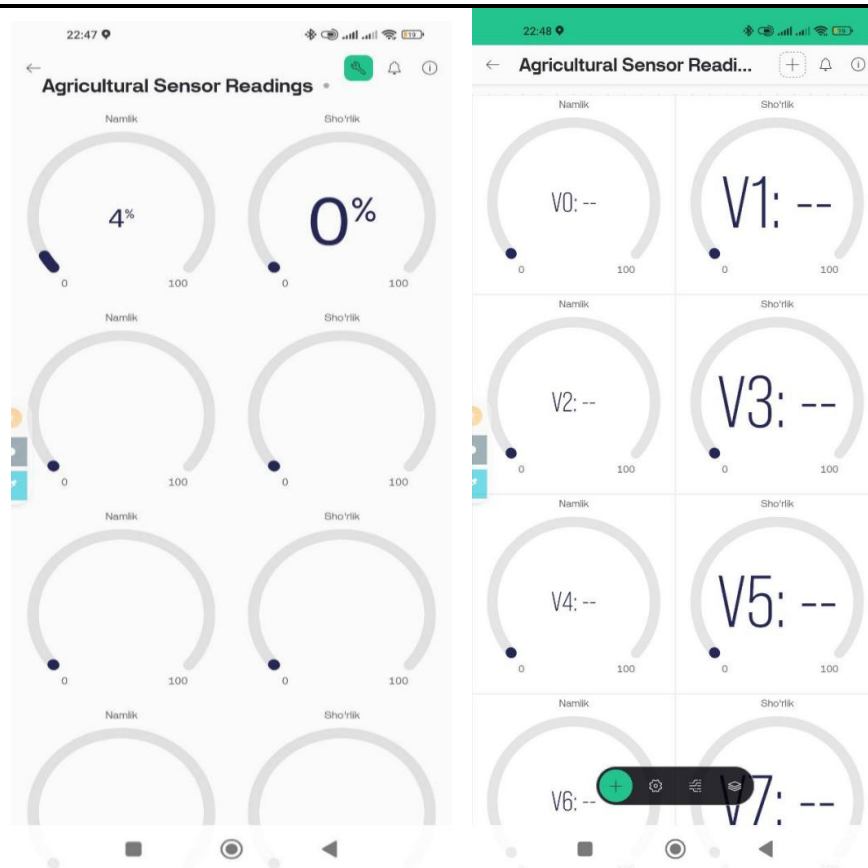 22:47
19
Agricultural Sensor Readings
Namlik
Sho'rlik
4%
0%
0 100
0 100
Namlik
Sho'rlik
0 100
0 100
Namlik
Sho'rlik
0 100
0 100
Namlik
Sho'rlik
22:48
19
Agricultural Sensor Readi...
Namlik
Sho'rlik
V0: --
V1: --
0 100
0 100
Namlik
Sho'rlik
V2: --
V3: --
0 100
0 100
Namlik
Sho'rlik
V4: --
V5: --
0 100
0 100
Namlik
Sho'rlik
V6: --
V7: --